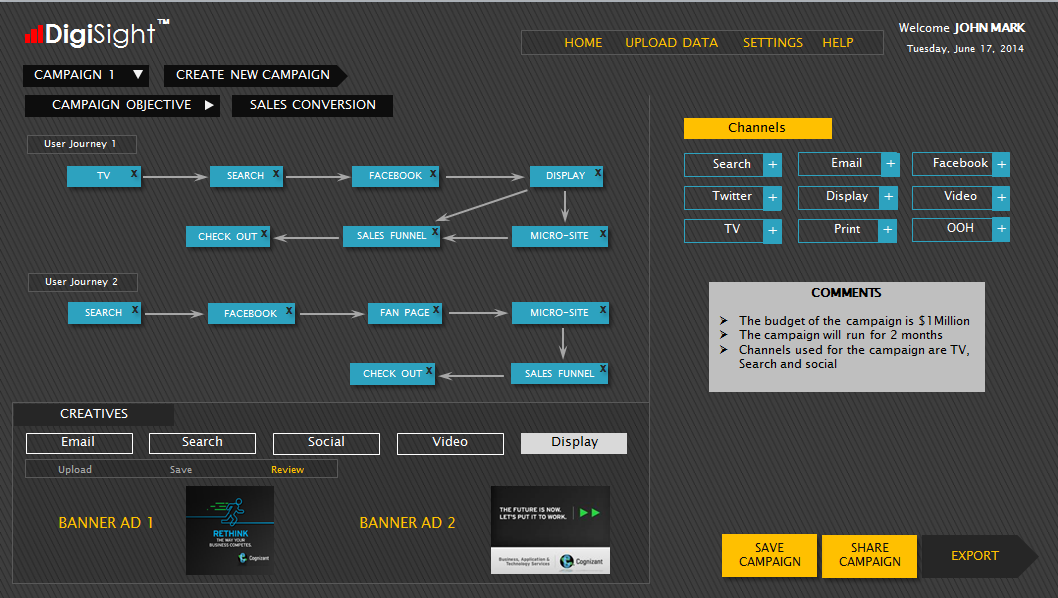 DigiSight™
Welcome JOHN MARK
Tuesday, June 17, 2014
HOME UPLOAD DATA SETTINGS HELP
CAMPAIGN 1 ▼ CREATE NEW CAMPAIGN
CAMPAIGN OBJECTIVE ▶ SALES CONVERSION
User Journey 1
TV X SEARCH X FACEBOOK X DISPLAY X
CHECK OUT X SALES FUNNEL X MICRO-SITE X
User Journey 2
SEARCH X FACEBOOK X FAN PAGE X MICRO-SITE X
CHECK OUT X SALES FUNNEL X
Channels
Search + Email + Facebook +
Twitter + Display + Video +
TV + Print + OOH +
COMMENTS
➢ The budget of the campaign is $1Million
➢ The campaign will run for 2 months
➢ Channels used for the campaign are TV,
Search and social
CREATIVES
Email Search Social Video Display
Upload Save Review
BANNER AD 1
RETHINK
THE WAY YOUR
BUSINESS COMPETES.
Cognizant
BANNER AD 2
THE FUTURE IS NOW.
LET'S PUT IT TO WORK.
Business, Application &
Technology Services
Cognizant
SAVE
CAMPAIGN
SHARE
CAMPAIGN
EXPORT